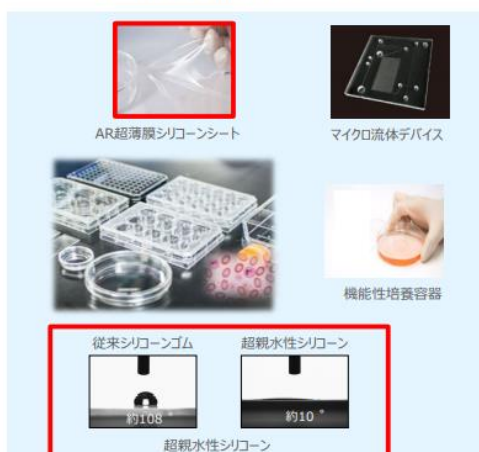 AR超薄膜シリコーンシート
マイクロ流体デバイス
機能性培養容器
従来シリコーンゴム
超親水性シリコーン
約108°
約10°
超親水性シリコーン